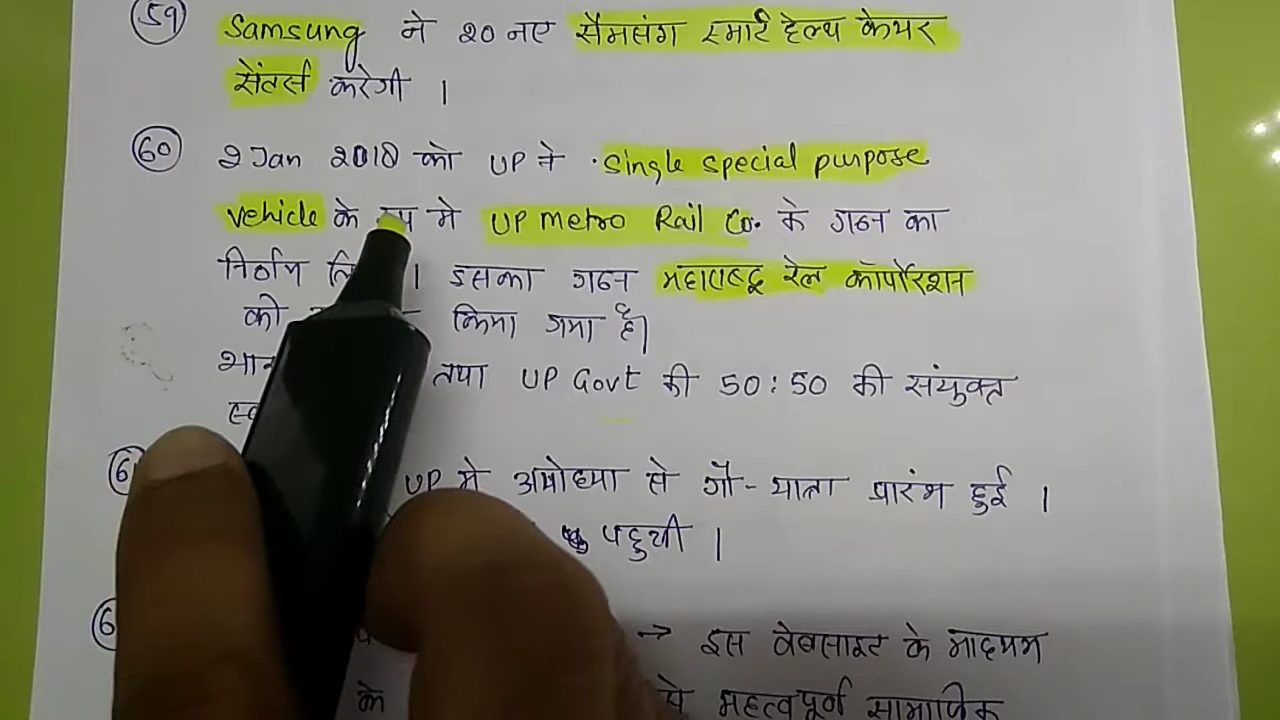 (59) Samsung ने 20 नए सैमसंग स्मार्ट हेल्थ केयर
सेंटर्स करेगी ।
(60) 2 Jan 2018 को UP ने single special purpose
vehicle के रूप मे UP metro Rail Co. के गठन का
निर्णय । इसका गठन महाराष्ट्र रेल कॉर्पोरेशन
की किया गया है।
तथा UP Govt की 50:50 की संयुक्त
UP मे अयोध्या से गौ-यात्रा प्रारंभ हुई ।
पहुची ।
→ इस वेबसाइट के माध्यम
के महत्वपूर्ण सामाजिक